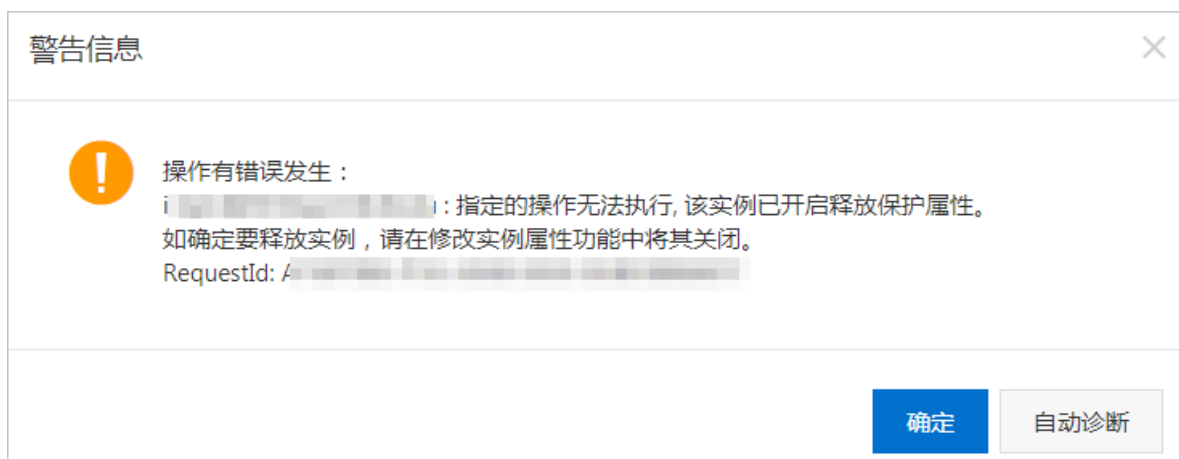 警告信息
操作有错误发生：
i : 指定的操作无法执行, 该实例已开启释放保护属性。
如确定要释放实例，请在修改实例属性功能中将其关闭。
RequestId: A
确定
自动诊断